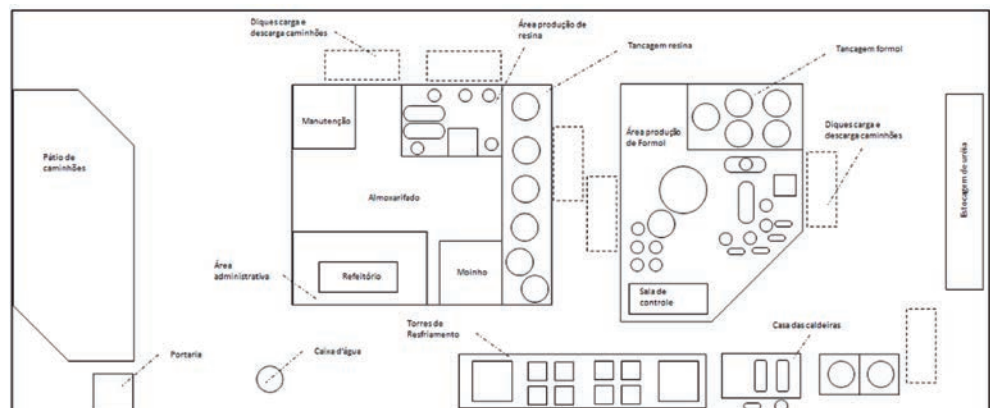 Diques carga e
descarga caminhões
Área produção de
resina
Tancagem resina
Tancagem formol
Manutenção
Área produção
de Formol
Diques carga e
descarga caminhões
Pátio de
caminhões
Estocagem de uréia
Almoxarifado
Área
administrativa
Refeitório
Moinho
Sala de
controle
Torres de
Resfriamento
Casa das caldeiras
Portaria
Caixa d'água